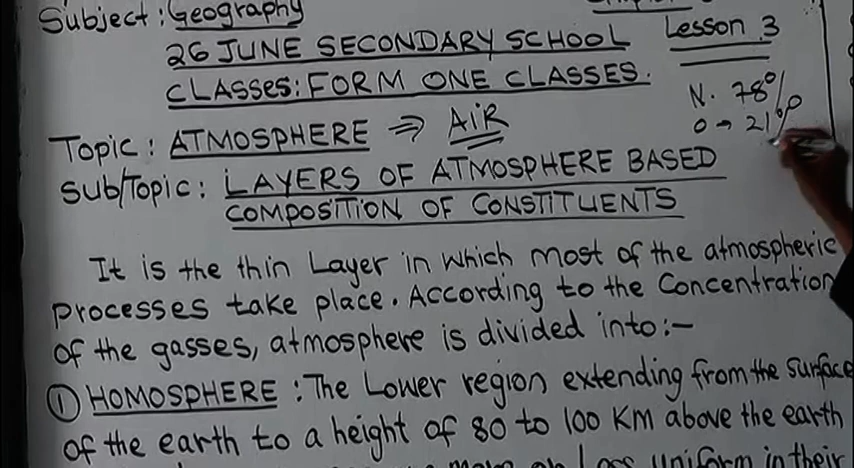 Subject: Geography
26 JUNE SECONDARY SCHOOL Lesson 3
CLASSES: FORM ONE CLASSES.
N. 78%
Topic: ATMOSPHERE ⇒ AIR
O → 21%
Sub/Topic: LAYERS OF ATMOSPHERE BASED
COMPOSITION OF CONSTITUENTS
It is the thin Layer in which most of the atmospheric
processes take place. According to the Concentration
of the gasses, atmosphere is divided into:-
① HOMOSPHERE : The Lower region extending from the surface
of the earth to a height of 80 to 100 KM above the earth
uniform in their